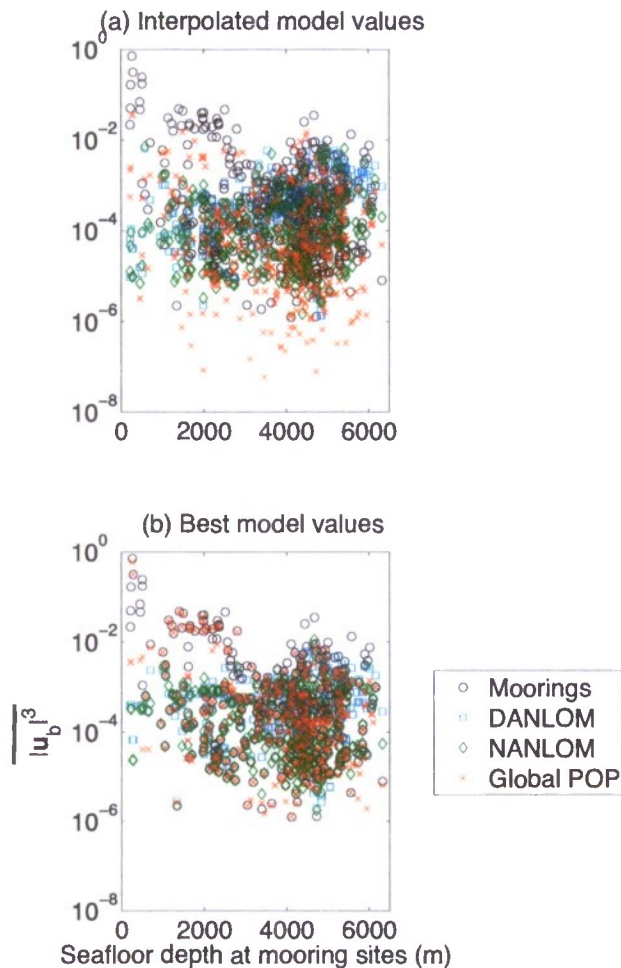 (a) Interpolated model values
10^0
10^-2
10^-4
10^-6
10^-8
0 2000 4000 6000
(b) Best model values
10^0
10^-2
10^-4
10^-6
10^-8
|u_b|^3
0 2000 4000 6000
Seafloor depth at mooring sites (m)
Moorings
DANLOM
NANLOM
Global POP